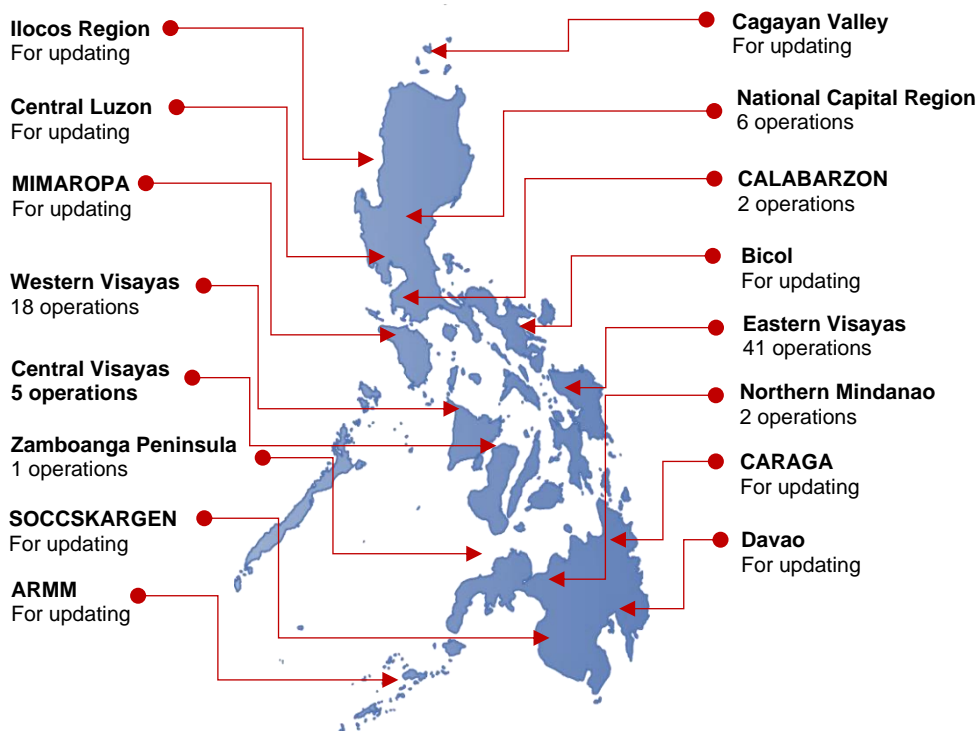 Ilocos Region
For updating
Central Luzon
For updating
MIMAROPA
For updating
Western Visayas
18 operations
Central Visayas
5 operations
Zamboanga Peninsula
1 operations
SOCCSKARGEN
For updating
ARMM
For updating
Cagayan Valley
For updating
National Capital Region
6 operations
CALABARZON
2 operations
Bicol
For updating
Eastern Visayas
41 operations
Northern Mindanao
2 operations
CARAGA
For updating
Davao
For updating